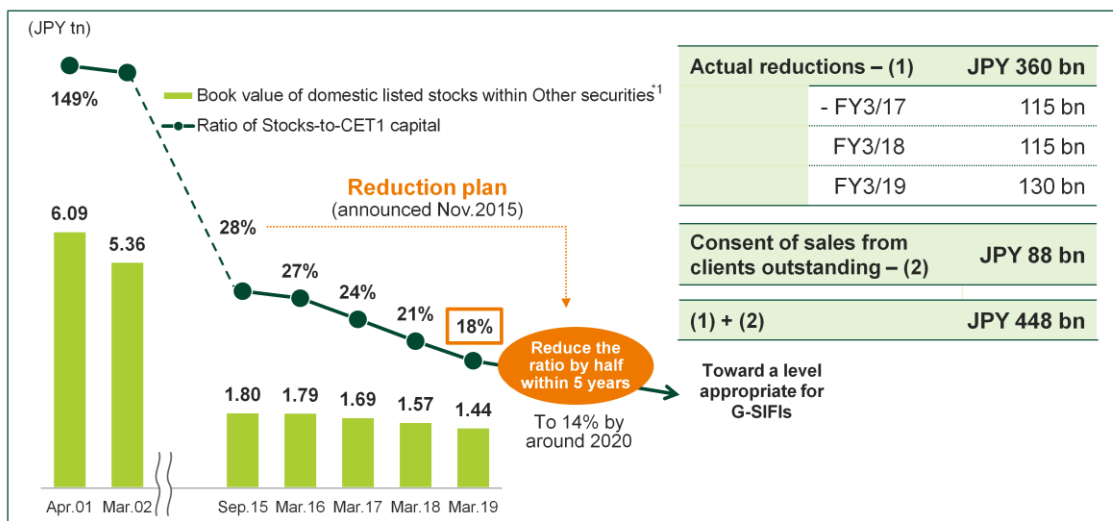 (JPY tn)
149%
Book value of domestic listed stocks within Other securities*1
Ratio of Stocks-to-CET1 capital
Reduction plan
(announced Nov.2015)
6.09
5.36
28%
27%
24%
21%
18%
1.80
1.79
1.69
1.57
1.44
Reduce the
ratio by half
within 5 years
To 14% by
around 2020
Toward a level
appropriate for
G-SIFIs
Apr.01
Mar.02
Sep.15
Mar.16
Mar.17
Mar.18
Mar.19
Actual reductions – (1) JPY 360 bn
- FY3/17 115 bn
FY3/18 115 bn
FY3/19 130 bn
Consent of sales from
clients outstanding – (2) JPY 88 bn
(1) + (2) JPY 448 bn